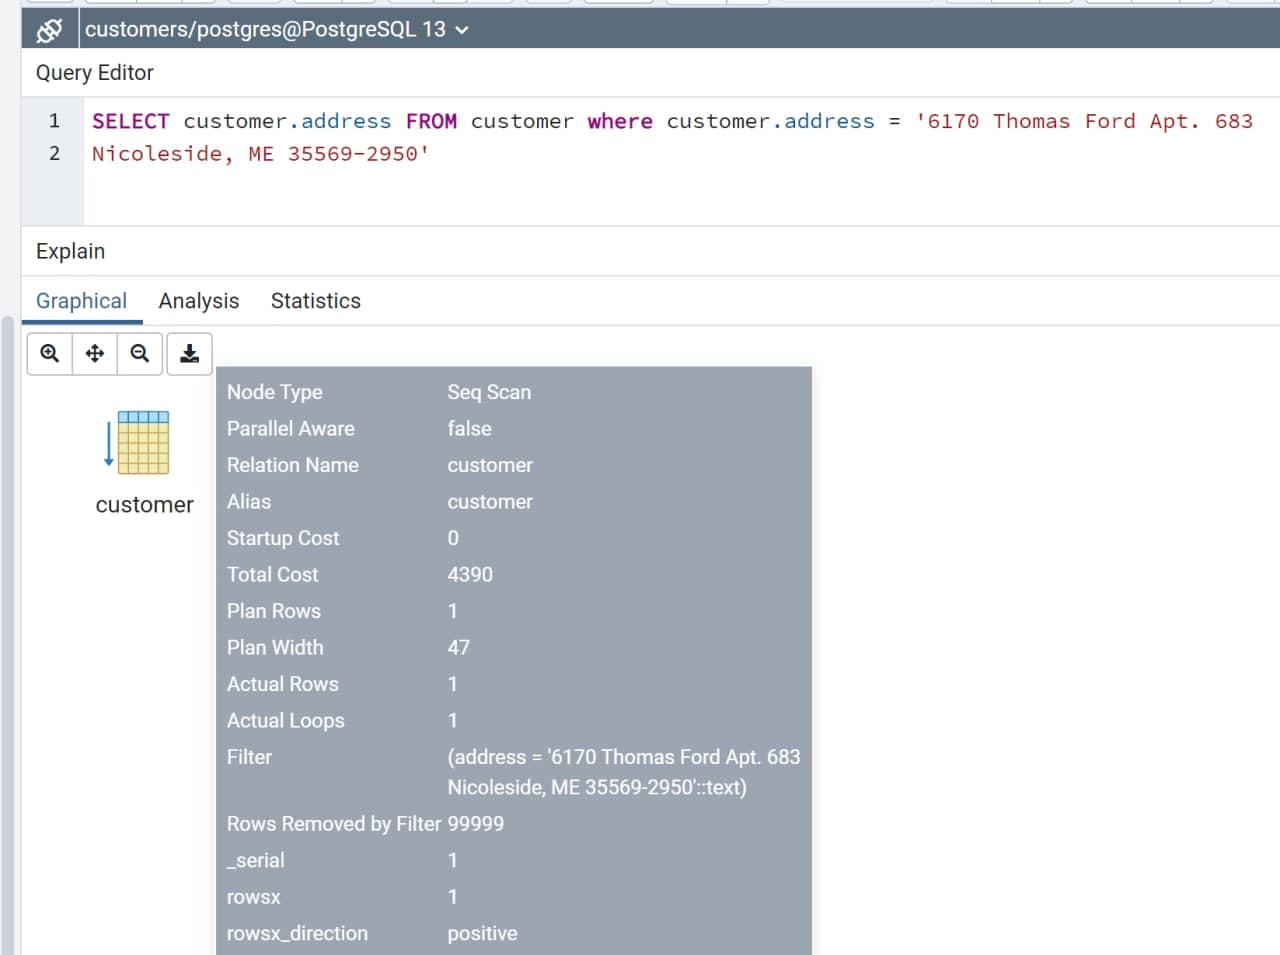 customers/postgres@PostgreSQL 13
Query Editor
1 SELECT customer.address FROM customer where customer.address = '6170 Thomas Ford Apt. 683
2 Nicoleside, ME 35569-2950'
Explain
Graphical Analysis Statistics
customer
Node Type Seq Scan
Parallel Aware false
Relation Name customer
Alias customer
Startup Cost 0
Total Cost 4390
Plan Rows 1
Plan Width 47
Actual Rows 1
Actual Loops 1
Filter (address = '6170 Thomas Ford Apt. 683
Nicoleside, ME 35569-2950'::text)
Rows Removed by Filter 99999
_serial 1
rowsx 1
rowsx_direction positive